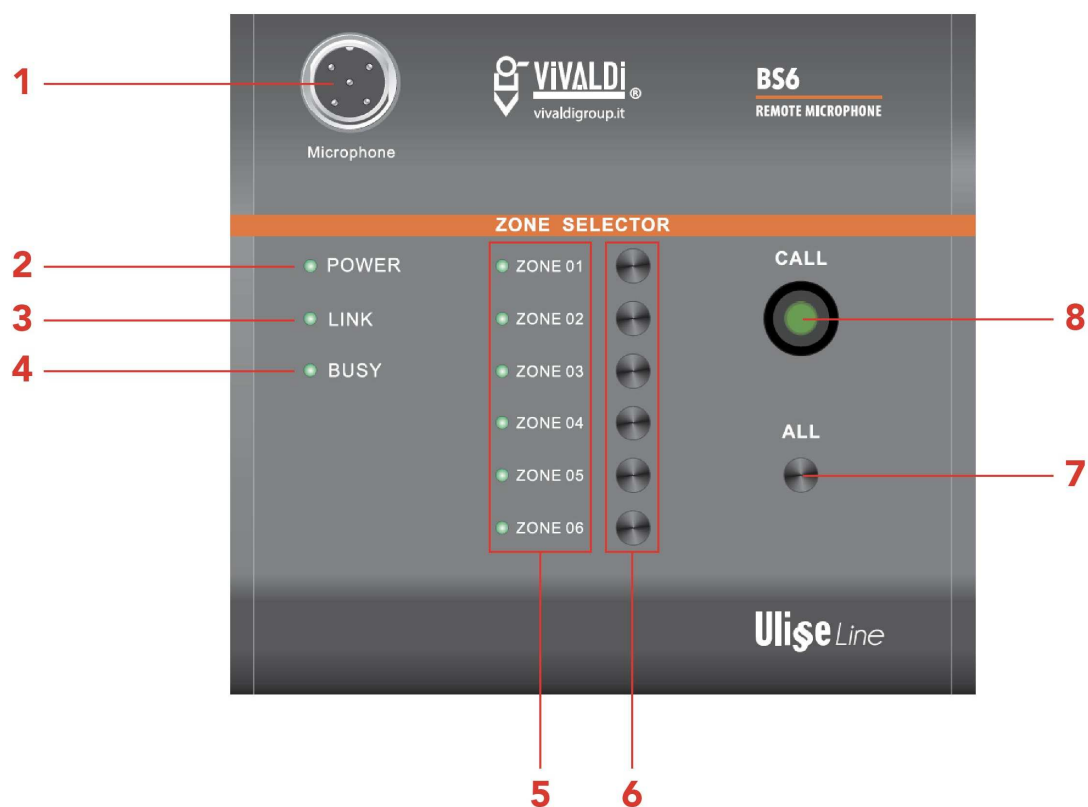 1
Microphone
ViVALDi®
vivaldigroup.it
BS6
REMOTE MICROPHONE
ZONE SELECTOR
2
POWER
3
LINK
4
BUSY
ZONE 01
ZONE 02
ZONE 03
ZONE 04
ZONE 05
ZONE 06
CALL
8
ALL
7
Ulisse Line
5
6